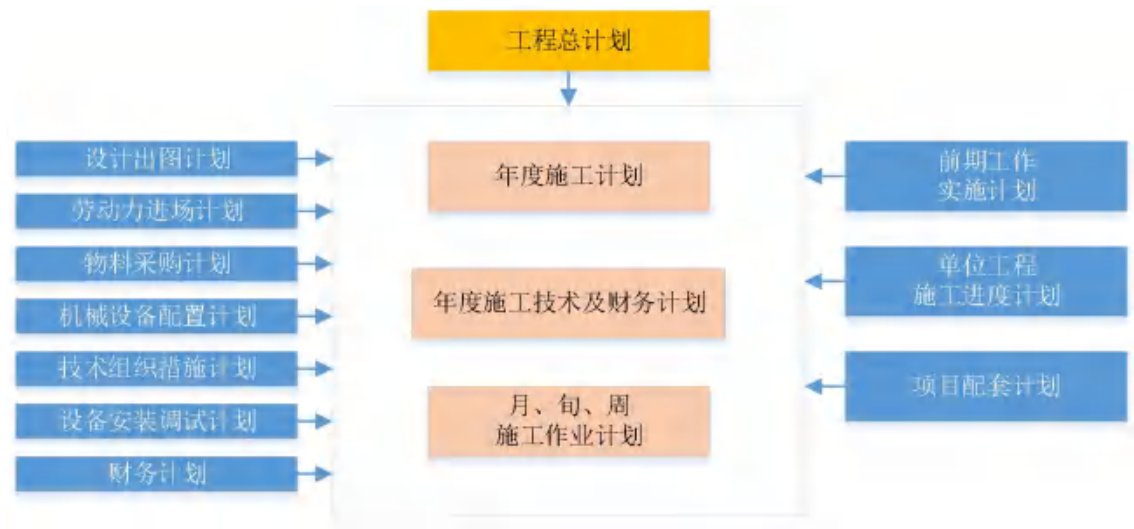 工程总计划
设计出图计划
劳动力进场计划
物料采购计划
机械设备配置计划
技术组织措施计划
设备安装调试计划
财务计划
年度施工计划
年度施工技术及财务计划
月、旬、周
施工作业计划
前期工作
实施计划
单位工程
施工进度计划
项目配套计划